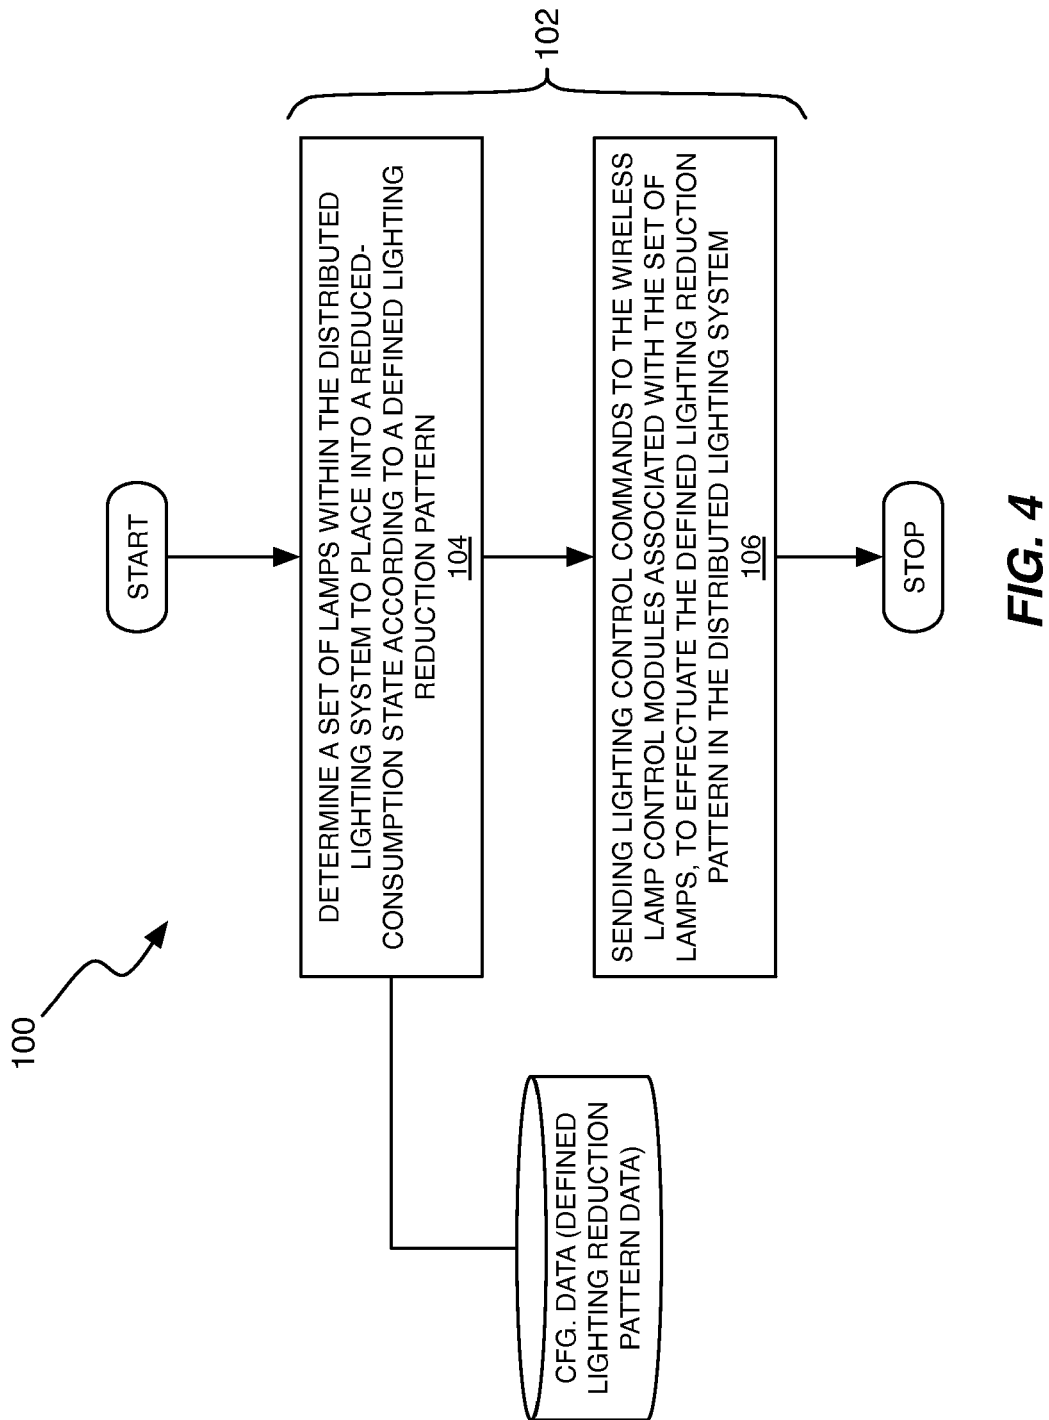 100
START
DETERMINE A SET OF LAMPS WITHIN THE DISTRIBUTED
LIGHTING SYSTEM TO PLACE INTO A REDUCED-
CONSUMPTION STATE ACCORDING TO A DEFINED LIGHTING
REDUCTION PATTERN
104
102
CFG. DATA (DEFINED
LIGHTING REDUCTION
PATTERN DATA)
SENDING LIGHTING CONTROL COMMANDS TO THE WIRELESS
LAMP CONTROL MODULES ASSOCIATED WITH THE SET OF
LAMPS, TO EFFECTUATE THE DEFINED LIGHTING REDUCTION
PATTERN IN THE DISTRIBUTED LIGHTING SYSTEM
106
STOP
FIG. 4